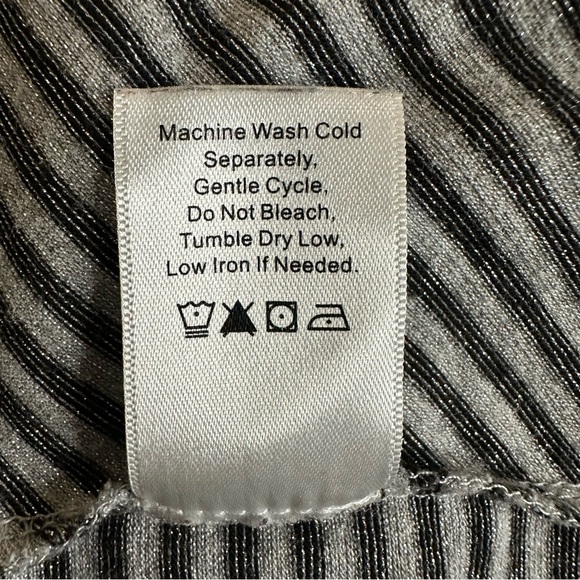 Machine Wash Cold
Separately,
Gentle Cycle,
Do Not Bleach,
Tumble Dry Low,
Low Iron If Needed.